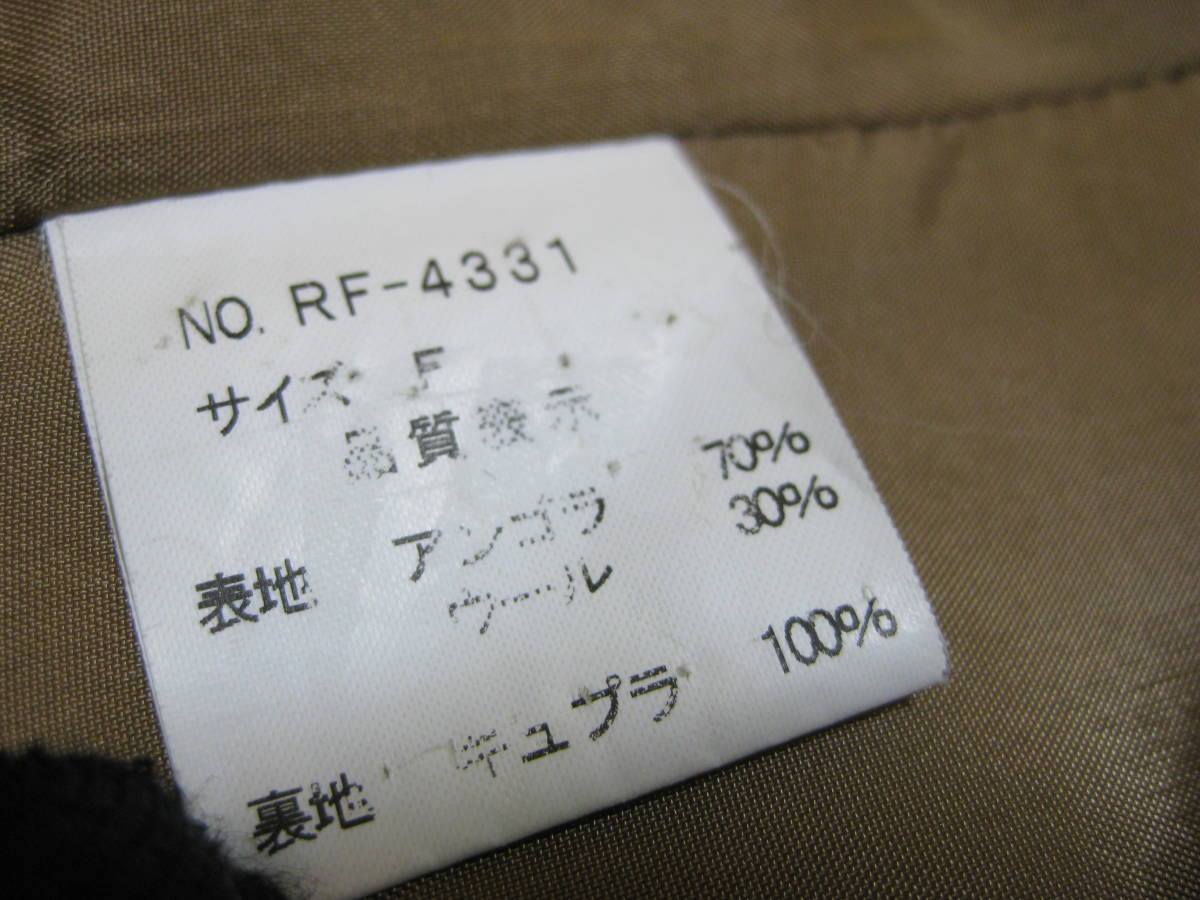 NO. RF-4331
サイズ F
品質表示
表地 アンゴラ 70%
ウール 30%
裏地 キュプラ 100%